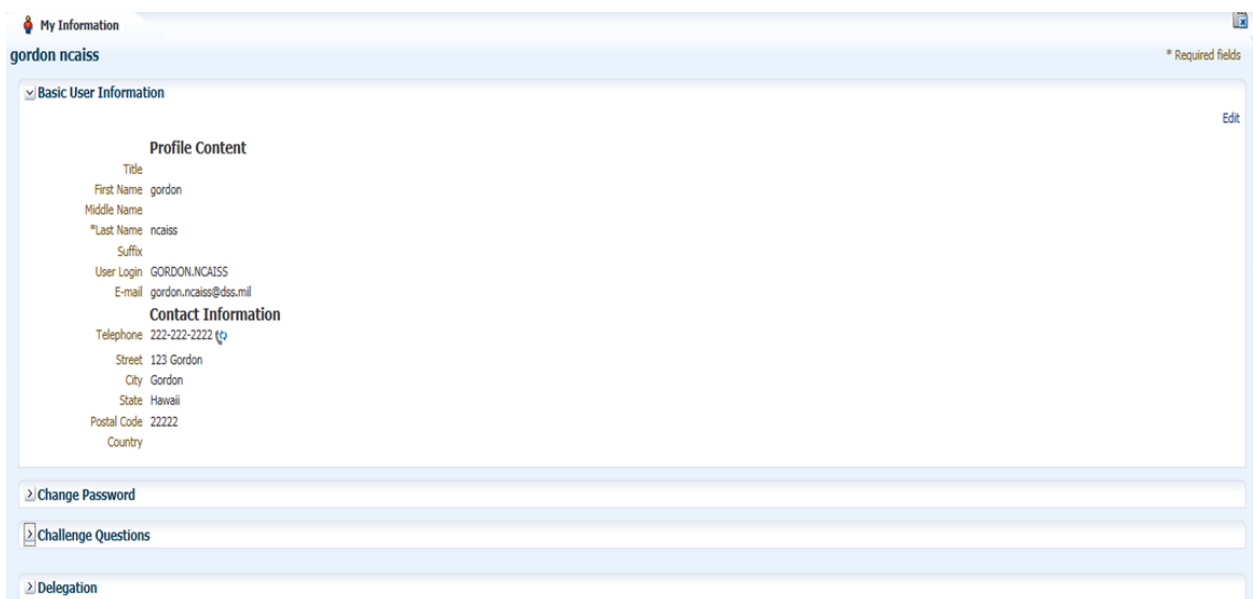 My Information
gordon ncaiss
* Required fields
Basic User Information
Edit
Profile Content
Title
First Name gordon
Middle Name
*Last Name ncaiss
Suffix
User Login GORDON.NCAISS
E-mail gordon.ncaiss@dss.mil
Contact Information
Telephone 222-222-2222
Street 123 Gordon
City Gordon
State Hawaii
Postal Code 22222
Country
Change Password
Challenge Questions
Delegation